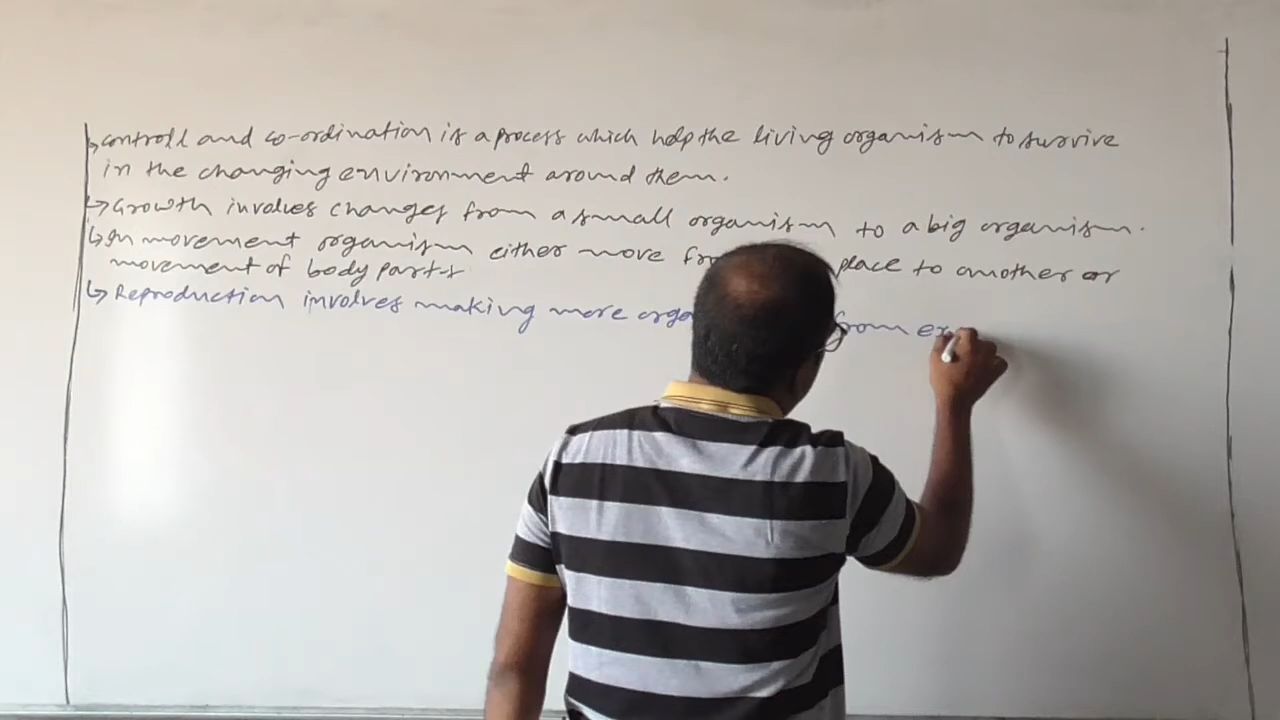 ↳ controll and co-ordination is a process which help the living organism to survive
in the changing environment around them.
↳ Growth involves changes from a small organism to a big organism.
↳ In movement organism either move place to another or
movement of body parts
↳ Reproduction involves making more from